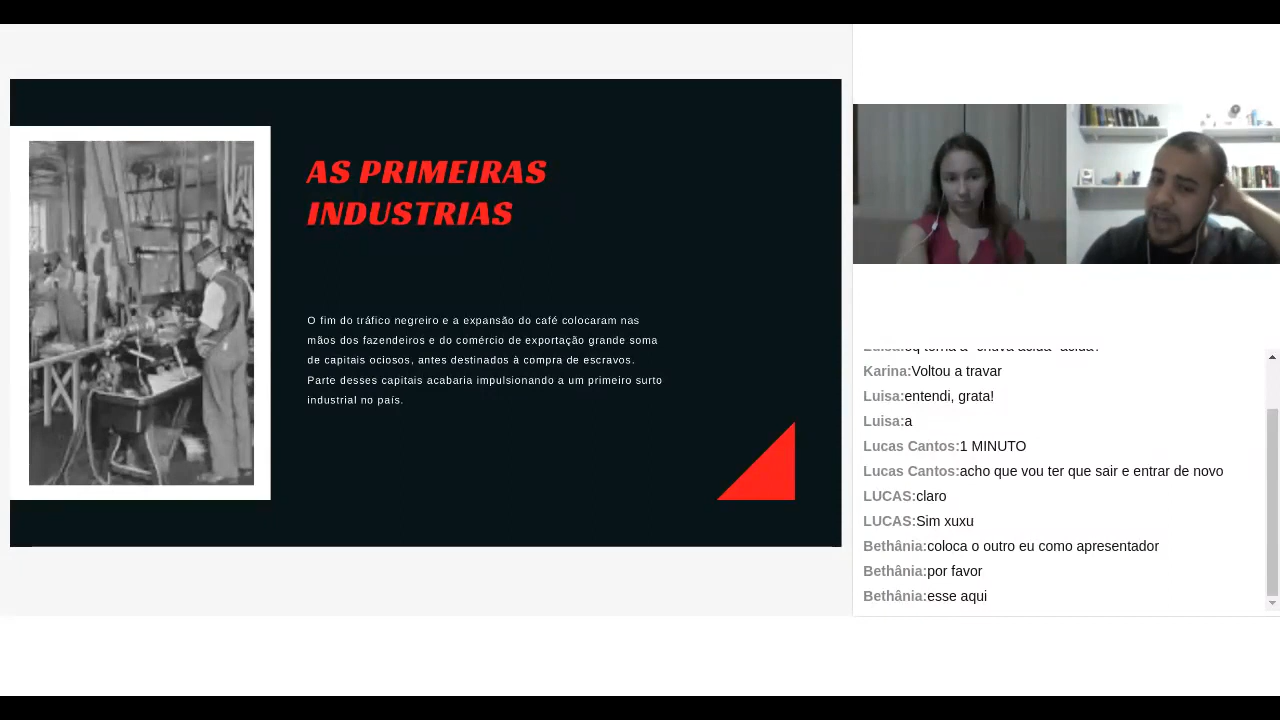 AS PRIMEIRAS
INDUSTRIAS
O fim do tráfico negreiro e a expansão do café colocaram nas
mãos dos fazendeiros e do comércio de exportação grande soma
de capitais ociosos, antes destinados à compra de escravos.
Parte desses capitais acabaria impulsionando a um primeiro surto
industrial no país.
Karina:Voltou a travar
Luisa:entendi, grata!
Luisa:a
Lucas Cantos:1 MINUTO
Lucas Cantos:acho que vou ter que sair e entrar de novo
LUCAS:claro
LUCAS:Sim xuxu
Bethânia:coloca o outro eu como apresentador
Bethânia:por favor
Bethânia:esse aqui